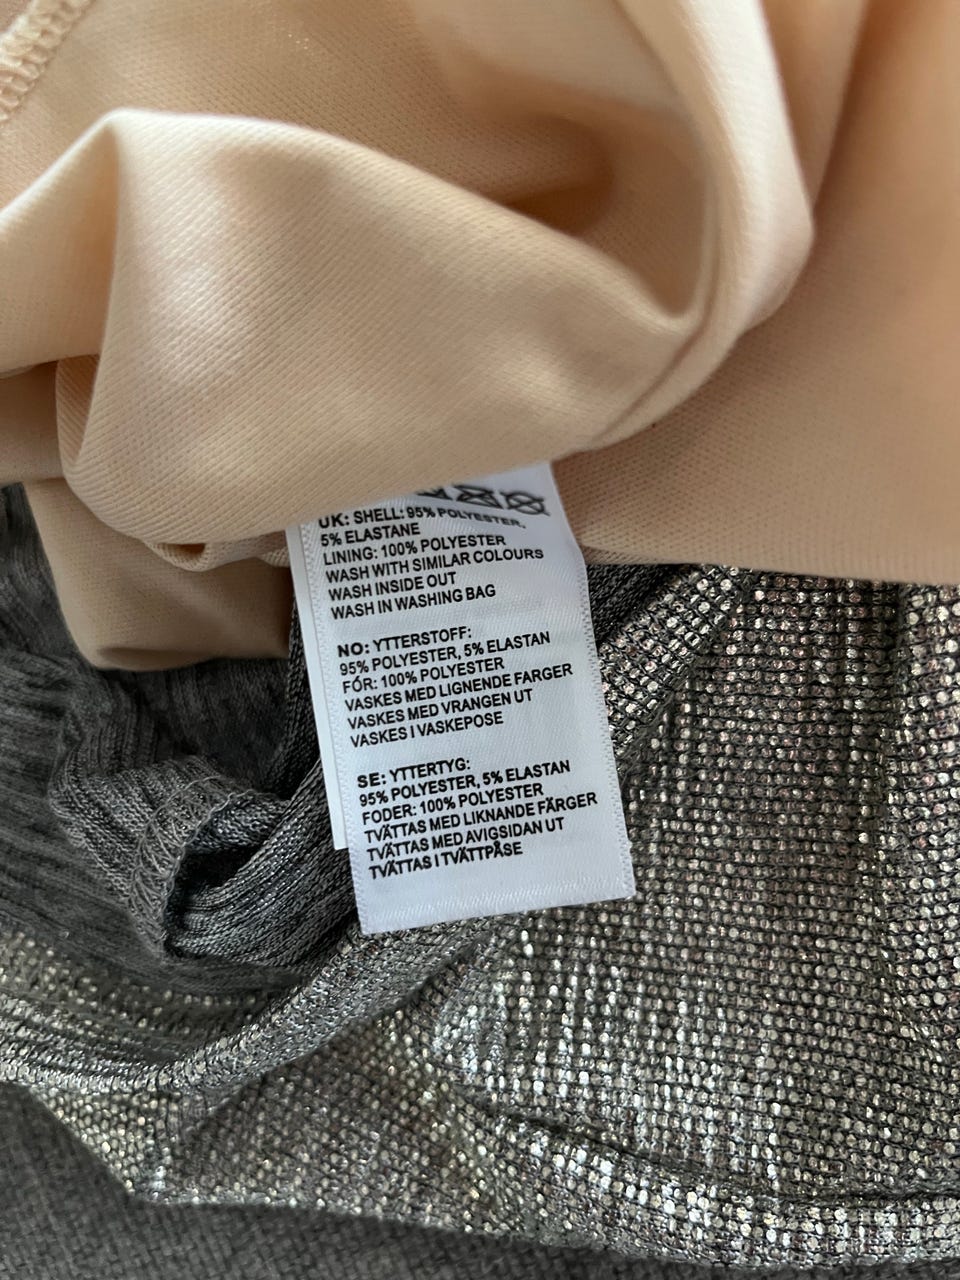 UK: SHELL: 95% POLYESTER,
5% ELASTANE
LINING: 100% POLYESTER
WASH WITH SIMILAR COLOURS
WASH INSIDE OUT
WASH IN WASHING BAG
NO: YTTERSTOFF:
95% POLYESTER, 5% ELASTAN
FÓR: 100% POLYESTER
VASKES MED LIGNENDE FARGER
VASKES MED VRANGEN UT
VASKES I VASKEPOSE
SE: YTTERTYG:
95% POLYESTER, 5% ELASTAN
FODER: 100% POLYESTER
TVÄTTAS MED LIKNANDE FÄRGER
TVÄTTAS MED AVIGSIDAN UT
TVÄTTAS I TVÄTTPÅSE